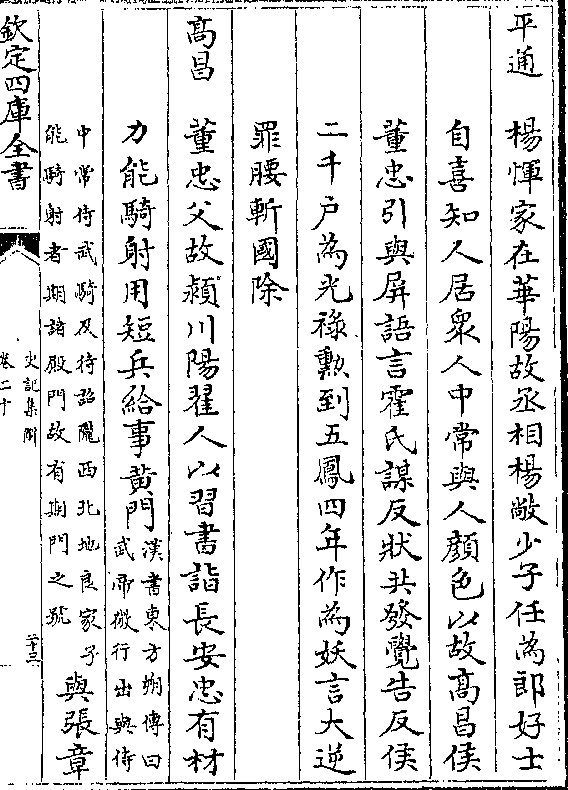 平通　楊惲家在華陽故丞相楊敞少子任為郎好士
自喜知人居衆人中常與人顔色以故髙昌侯
董忠引與屏語言霍氏謀反狀共發覺告反侯
二千戸為光祿勲到五鳳四年作為妖言大逆
罪腰斬國除
髙昌　董忠父故潁川陽翟人以習書詣長安忠有材
力能騎射用短兵給事黄門
漢書東方朔傳曰
武帝微行出與侍
中常侍武騎及待詔隴西北地良家子
能騎射者期諸殿門故有期門之號
與張章
欽定四庫全書
史記集解
卷二十
二十三